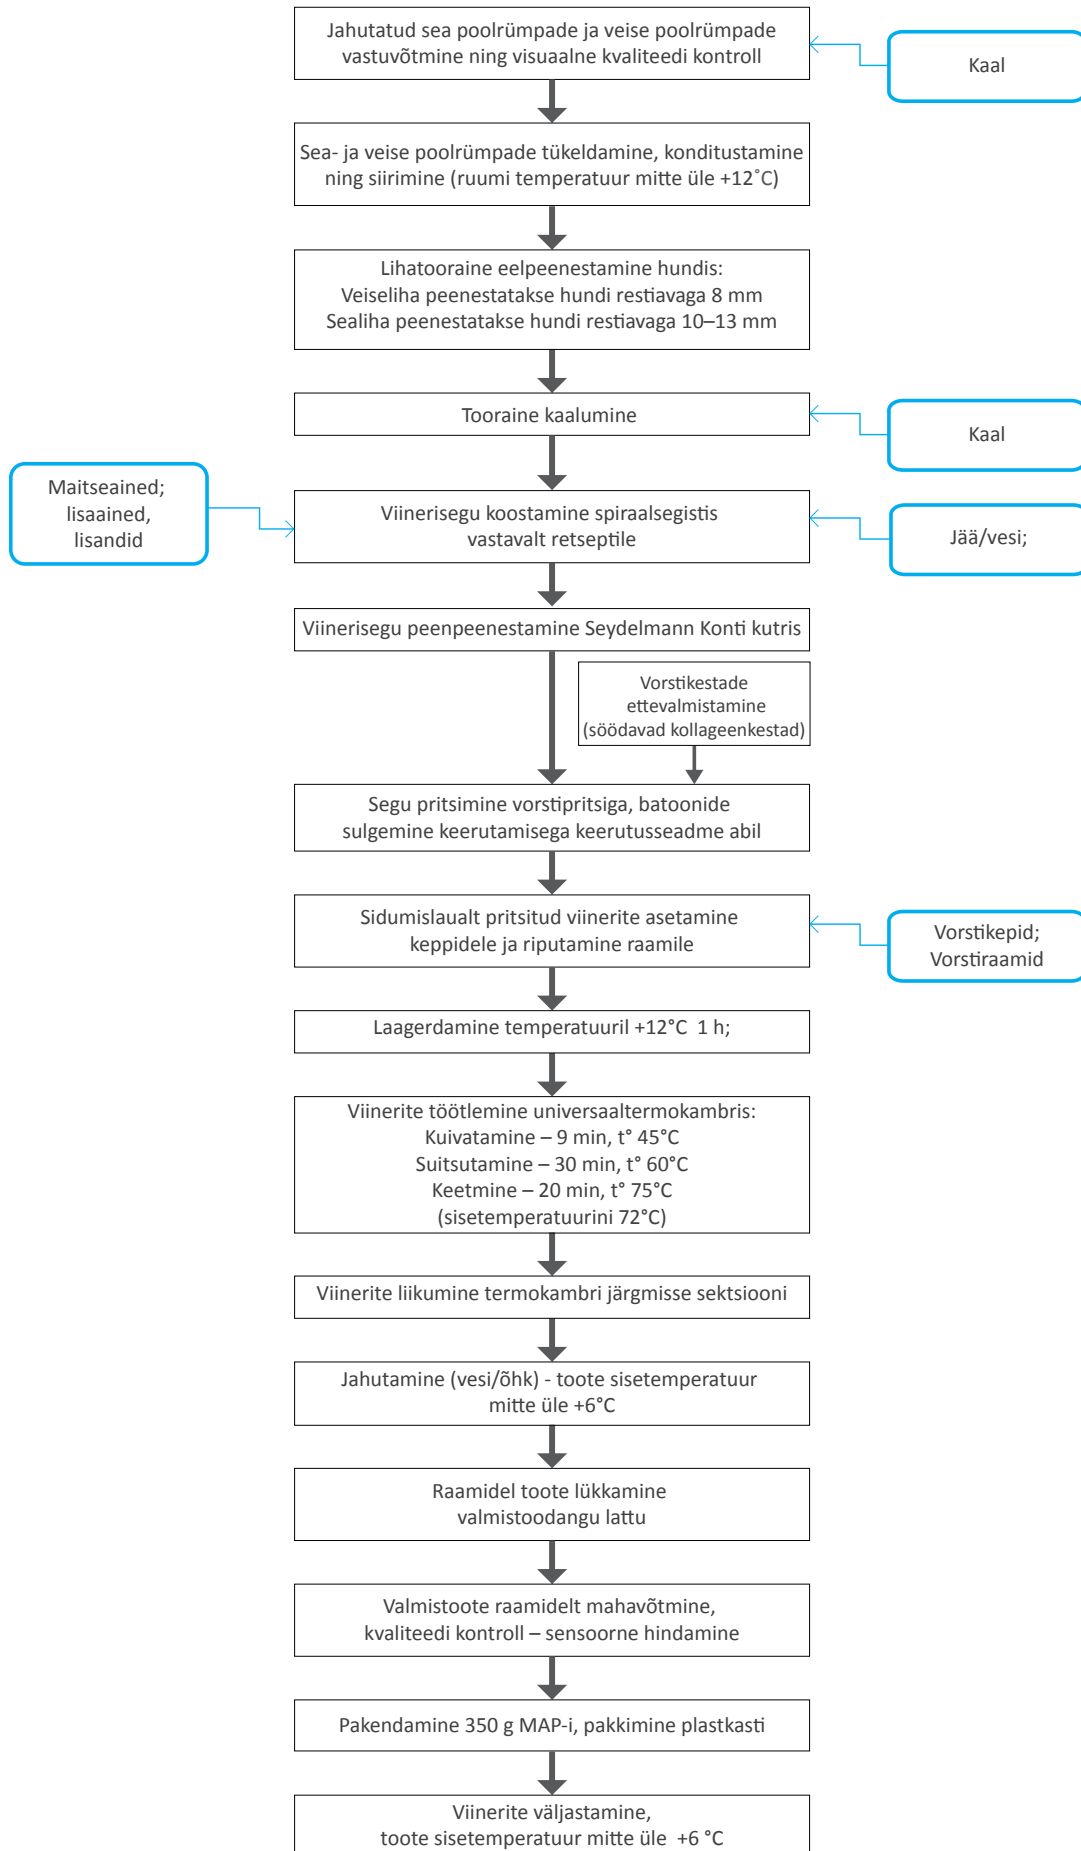 Jahutatud sea poolrümpade ja veise poolrümpade
vastuvõtmine ning visuaalne kvaliteedi kontroll
Kaal
Sea- ja veise poolrümpade tükeldamine, konditustamine
ning siirimine (ruumi temperatuur mitte üle +12˚C)
Lihatooraine eelpeenestamine hundis:
Veiseliha peenestatakse hundi restiavaga 8 mm
Sealiha peenestatakse hundi restiavaga 10–13 mm
Tooraine kaalumine
Kaal
Maitseained;
lisaained,
lisandid
Viinerisegu koostamine spiraalsegistis
vastavalt retseptile
Jää/vesi;
Viinerisegu peenpeenestamine Seydelmann Konti kutris
Vorstikestade
ettevalmistamine
(söödavad kollageenkestad)
Segu pritsimine vorstipritsiga, batoonide
sulgemine keerutamisega keerutusseadme abil
Sidumislaualt pritsitud viinerite asetamine
keppidele ja riputamine raamile
Vorstikepid;
Vorstiraamid
Laagerdamine temperatuuril +12°C 1 h;
Viinerite töötlemine universaaltermokambris:
Kuivatamine – 9 min, t° 45°C
Suitsutamine – 30 min, t° 60°C
Keetmine – 20 min, t° 75°C
(sisetemperatuurini 72°C)
Viinerite liikumine termokambri järgmisse sektsiooni
Jahutamine (vesi/õhk) - toote sisetemperatuur
mitte üle +6°C
Raamidel toote lükkamine
valmistoodangu lattu
Valmistoote raamidelt mahavõtmine,
kvaliteedi kontroll – sensoorne hindamine
Pakendamine 350 g MAP-i, pakkimine plastkasti
Viinerite väljastamine,
toote sisetemperatuur mitte üle +6 °C